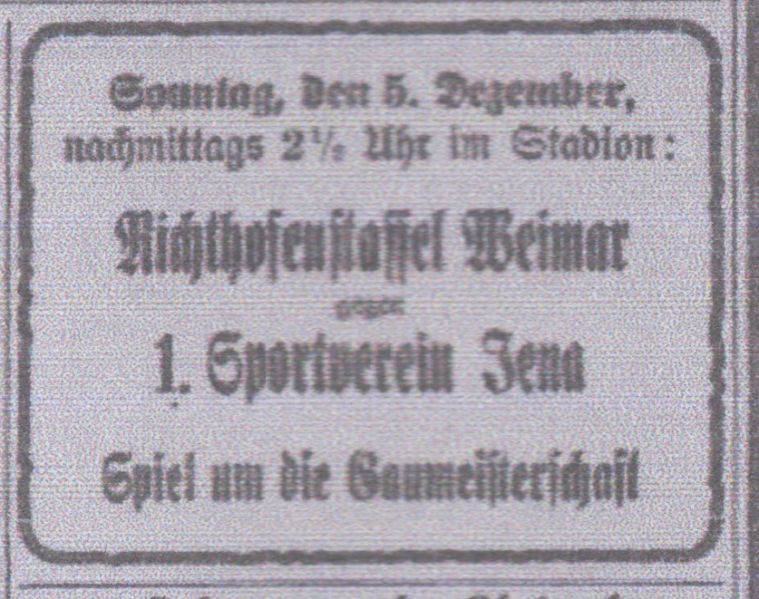 Sonntag, den 5. Dezember,
nachmittags 2½ Uhr im Stadion:
Richthofenstaffel Weimar
gegen
1. Sportverein Jena
Spiel um die Gaumeisterschaft